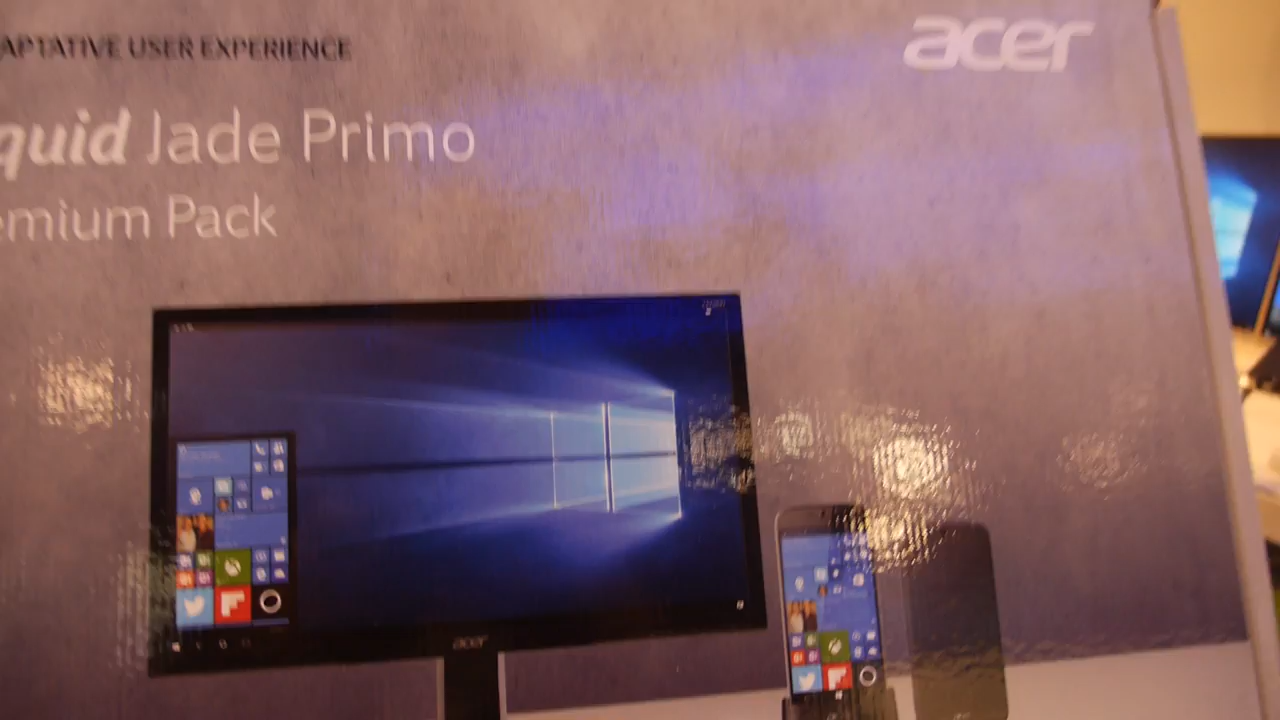 APTATIVE USER EXPERIENCE
acer
quid Jade Primo
emium Pack
acer